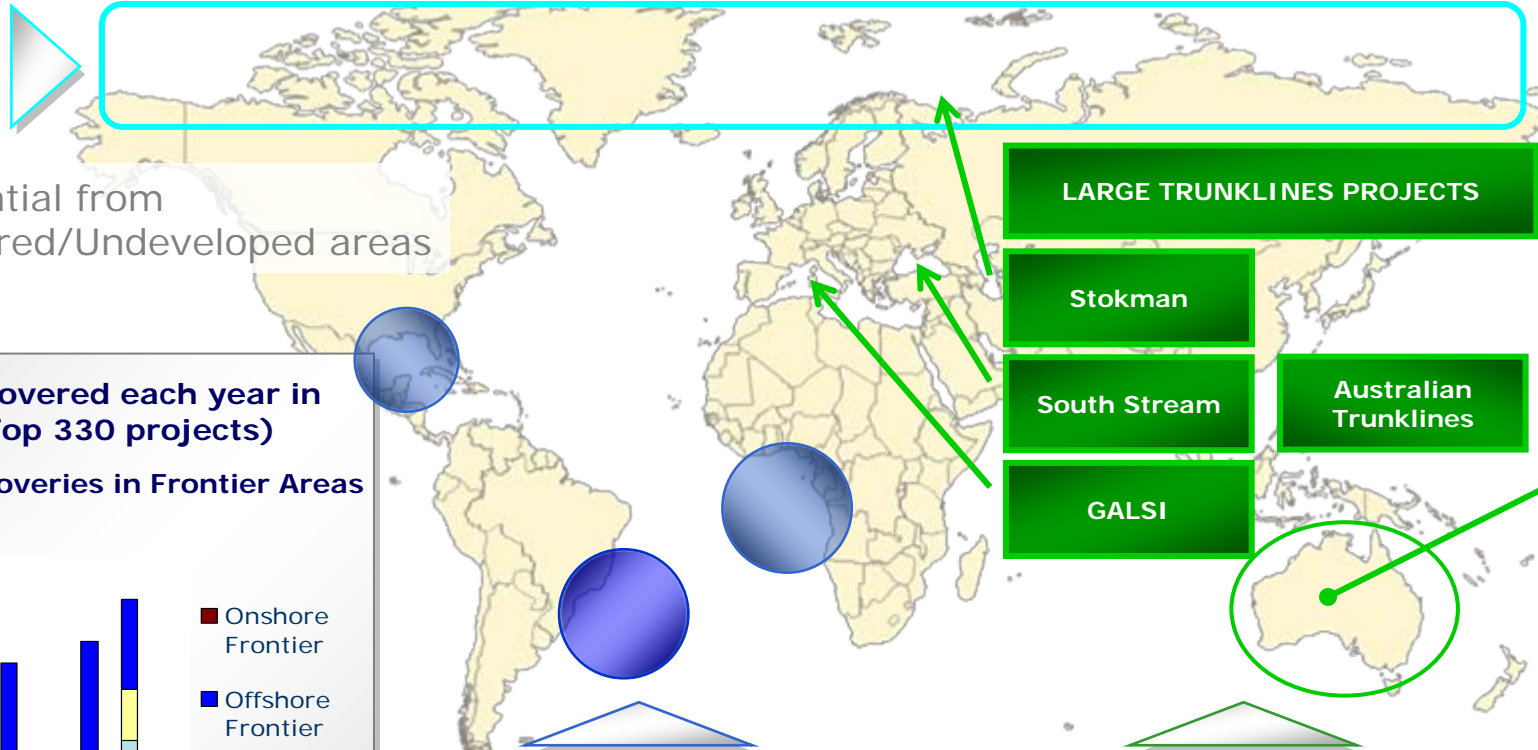 ntial from
red/Undeveloped areas
overed each year in
Top 330 projects)
overies in Frontier Areas
Onshore
Frontier
Offshore
Frontier
LARGE TRUNKLINES PROJECTS
Stokman
South Stream
Australian
Trunklines
GALSI